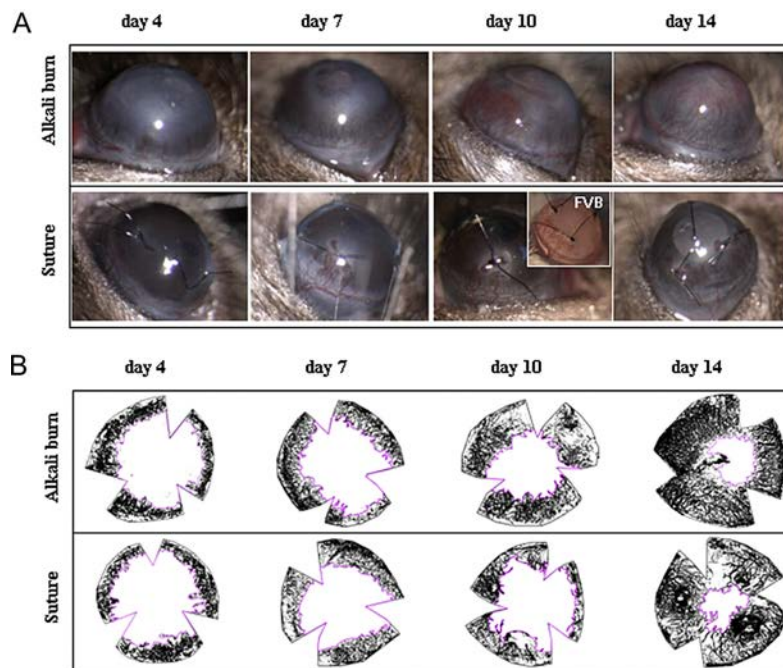 A
day 4 day 7 day 10 day 14
Alkali burn
Suture
FVB
B
day 4 day 7 day 10 day 14
Alkali burn
Suture